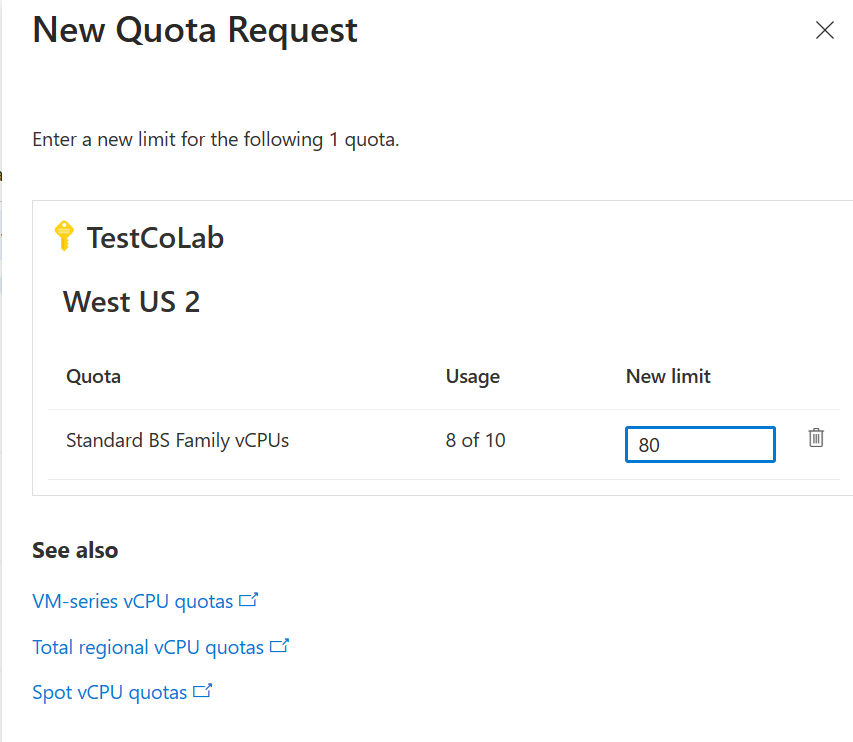 New Quota Request
Enter a new limit for the following 1 quota.
TestCoLab
West US 2
Quota Usage New limit
Standard BS Family vCPUs 8 of 10 80
See also
VM-series vCPU quotas
Total regional vCPU quotas
Spot vCPU quotas